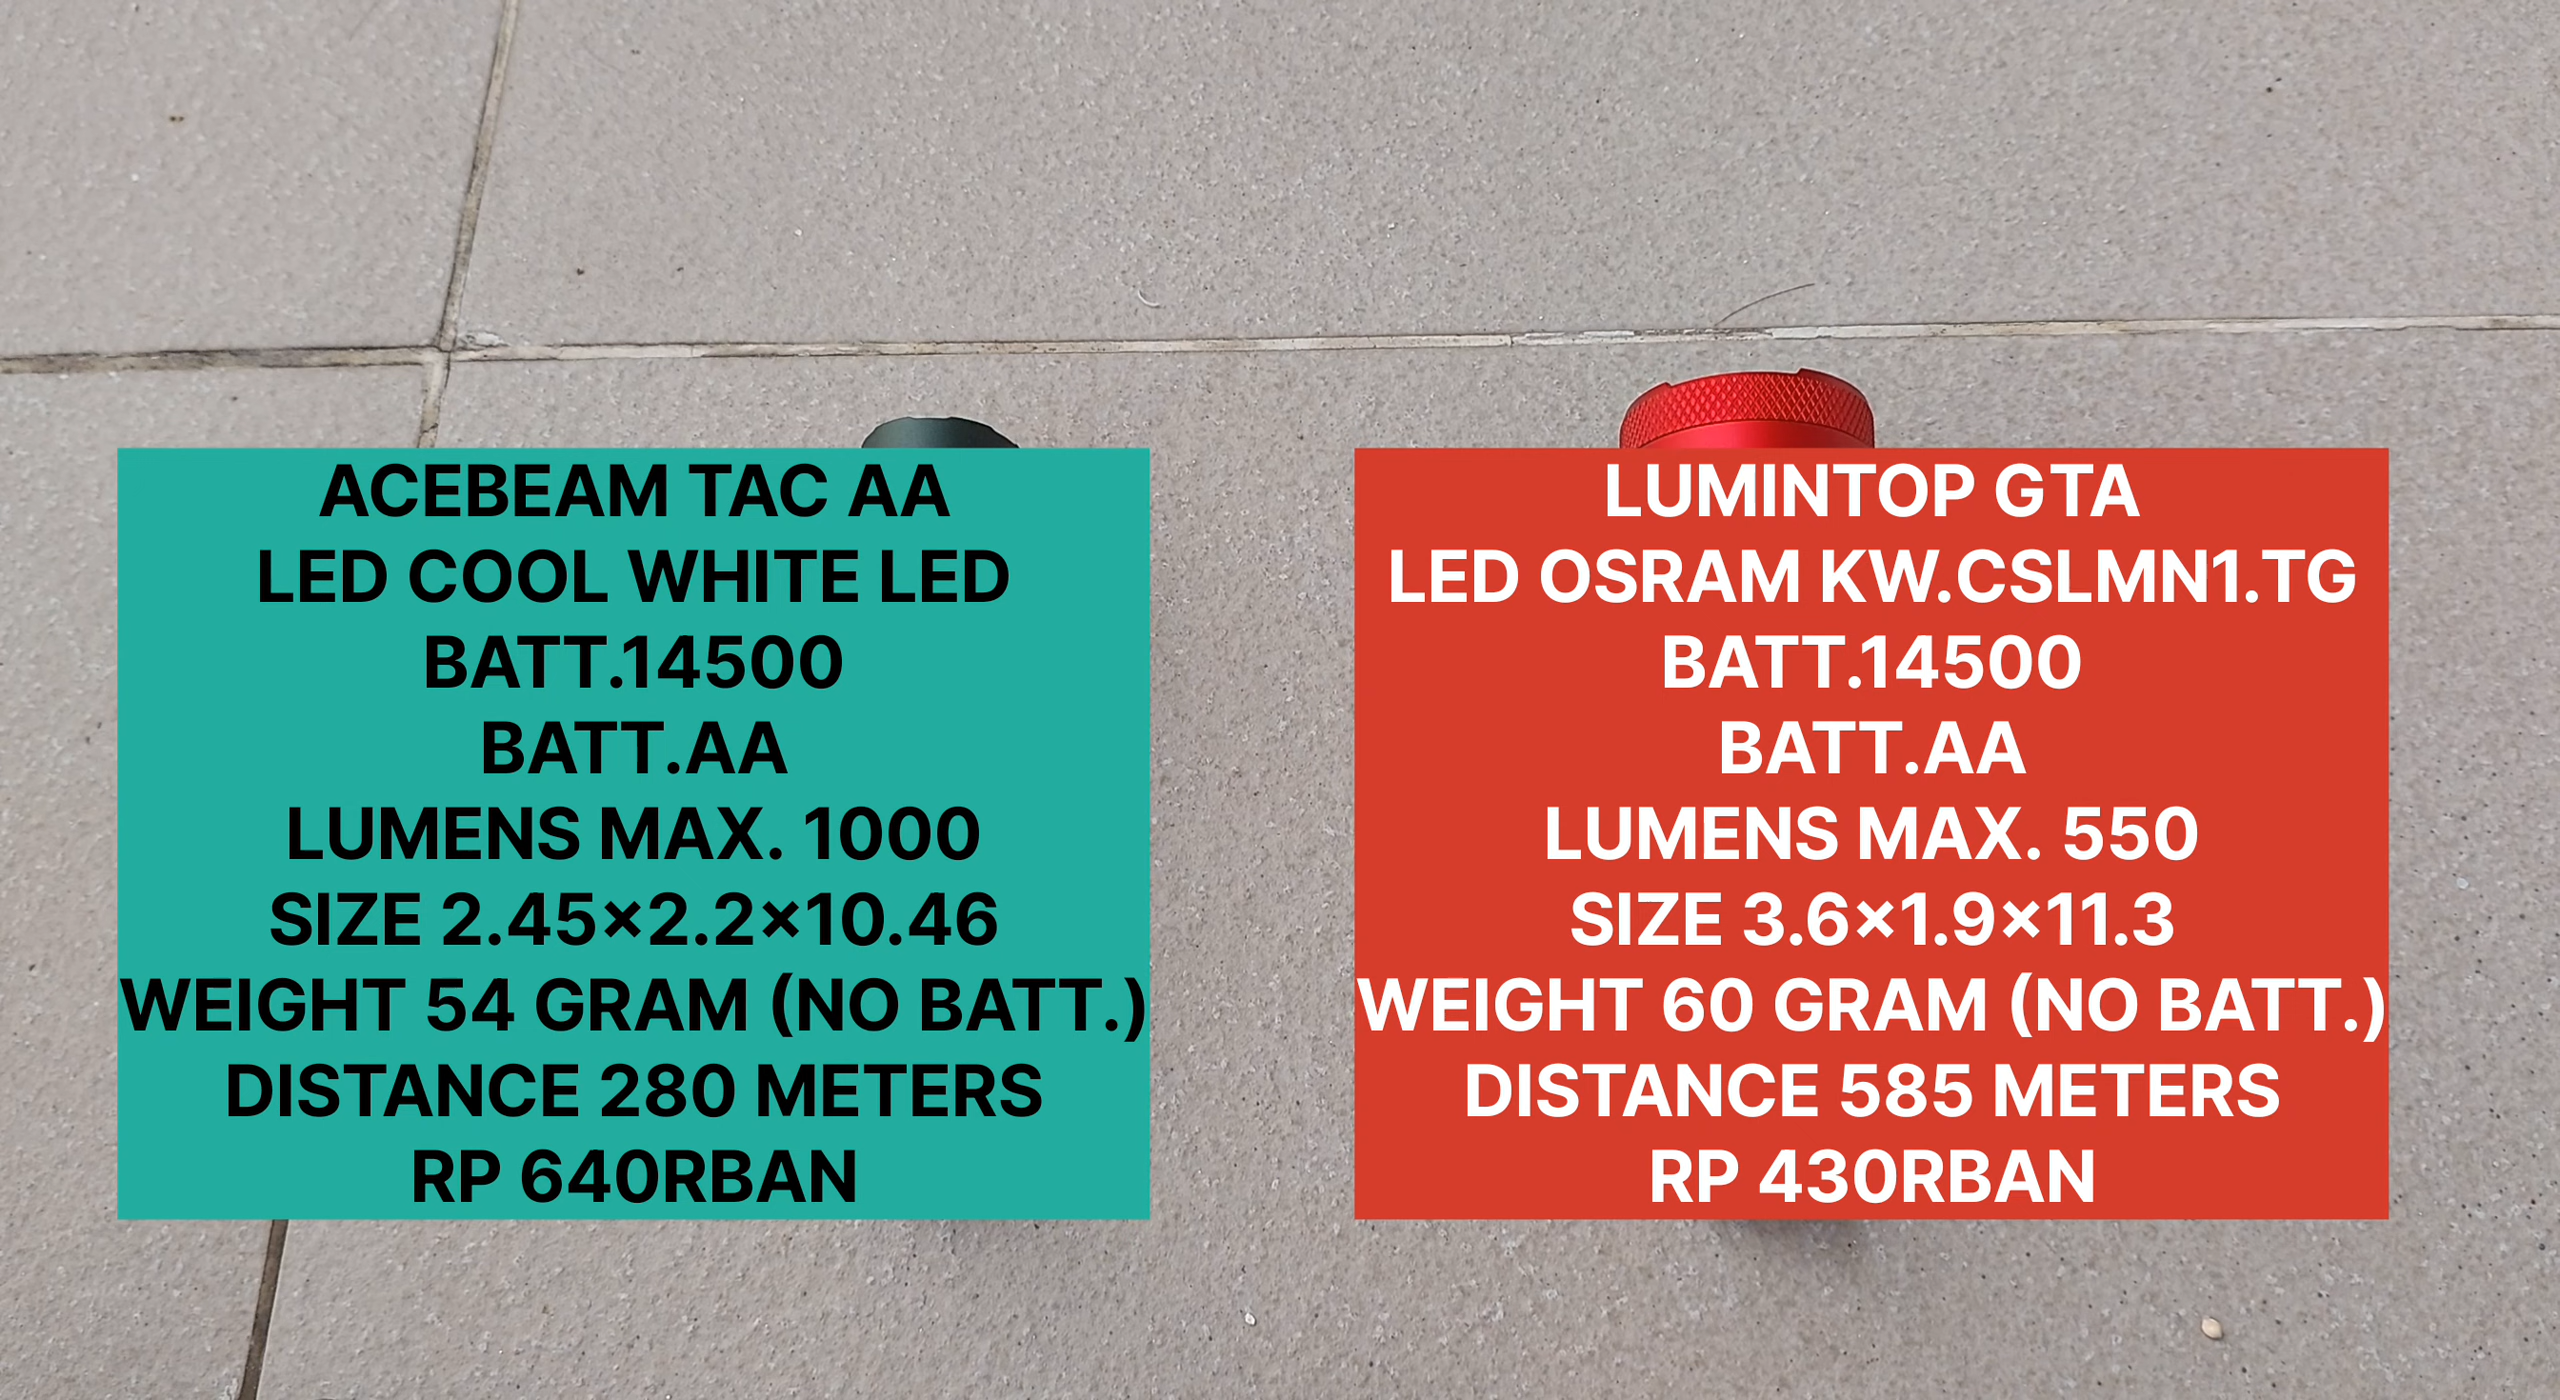 ACEBEAM TAC AA
LED COOL WHITE LED
BATT.14500
BATT.AA
LUMENS MAX. 1000
SIZE 2.45×2.2×10.46
WEIGHT 54 GRAM (NO BATT.)
DISTANCE 280 METERS
RP 640RBAN
LUMINTOP GTA
LED OSRAM KW.CSLMN1.TG
BATT.14500
BATT.AA
LUMENS MAX. 550
SIZE 3.6×1.9×11.3
WEIGHT 60 GRAM (NO BATT.)
DISTANCE 585 METERS
RP 430RBAN